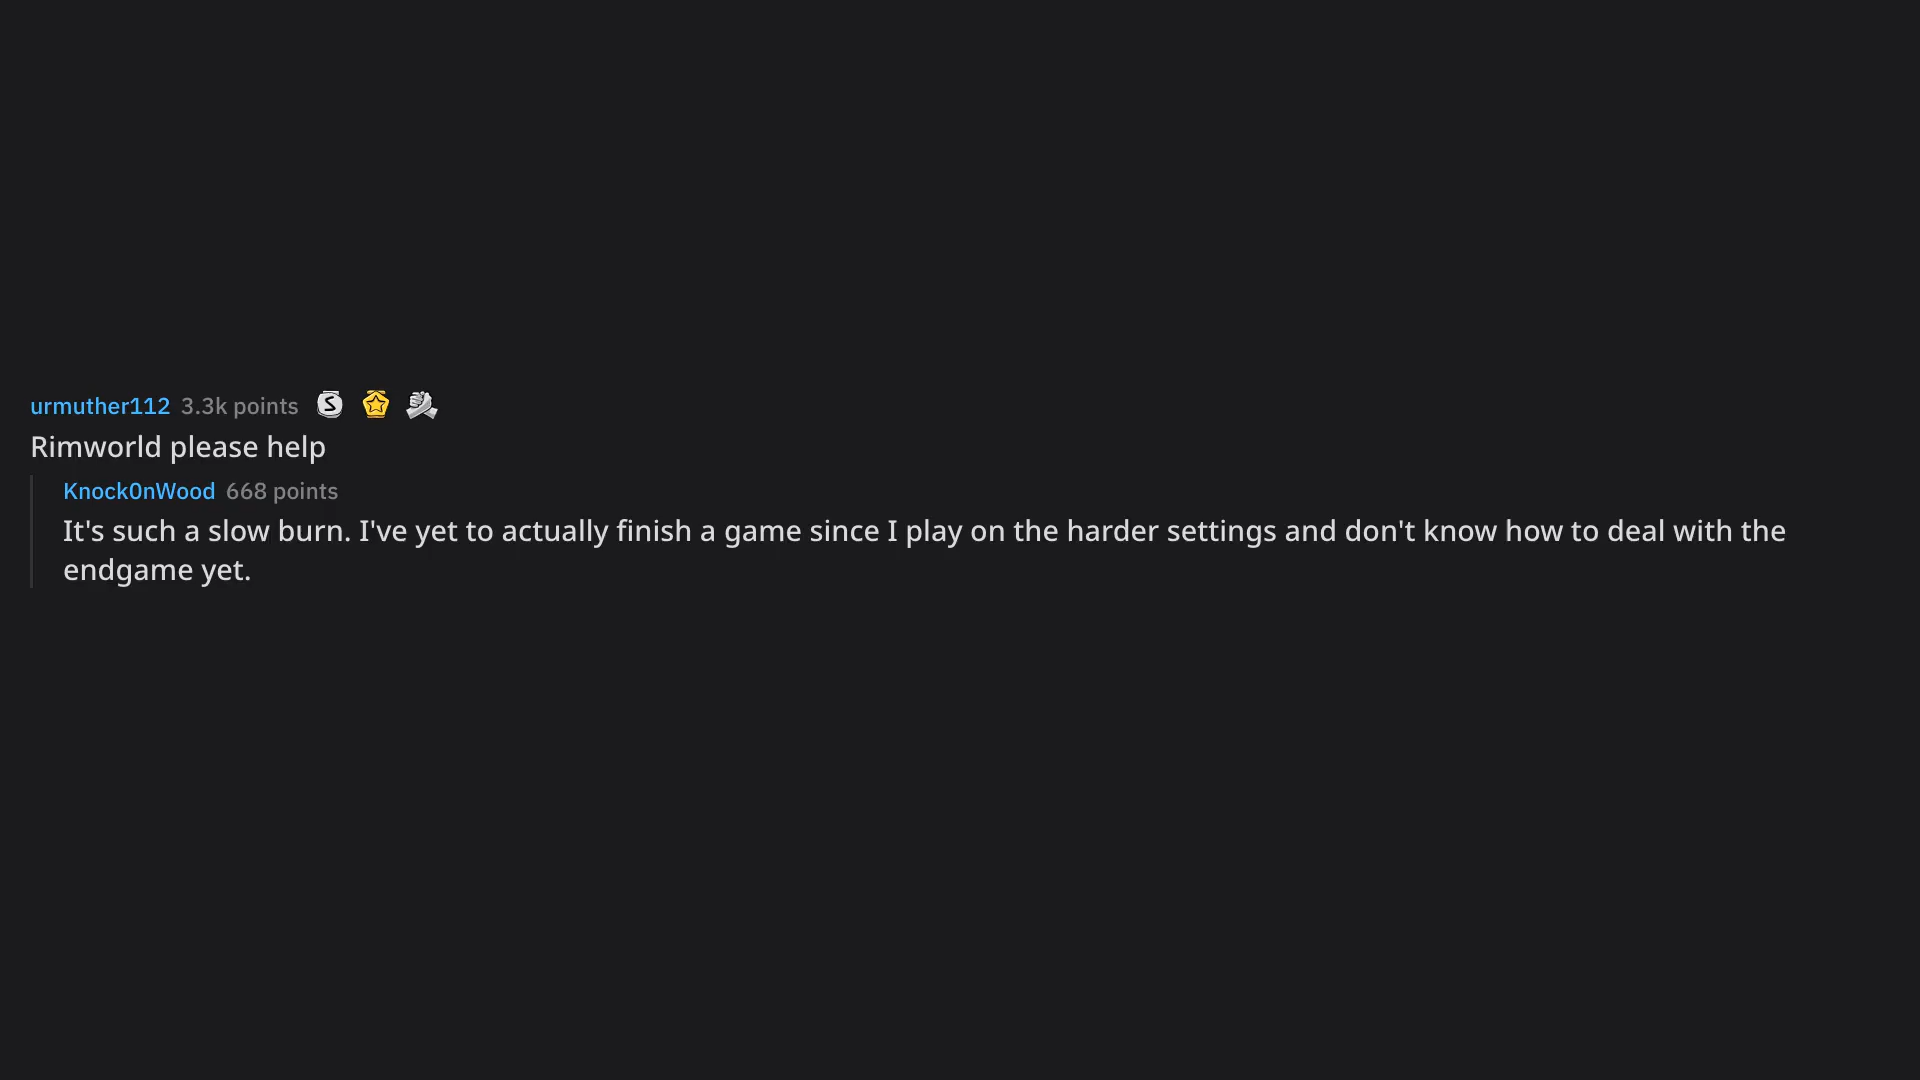 urmuther112 3.3k points
Rimworld please help
Knock0nWood 668 points
It's such a slow burn. I've yet to actually finish a game since I play on the harder settings and don't know how to deal with the
endgame yet.